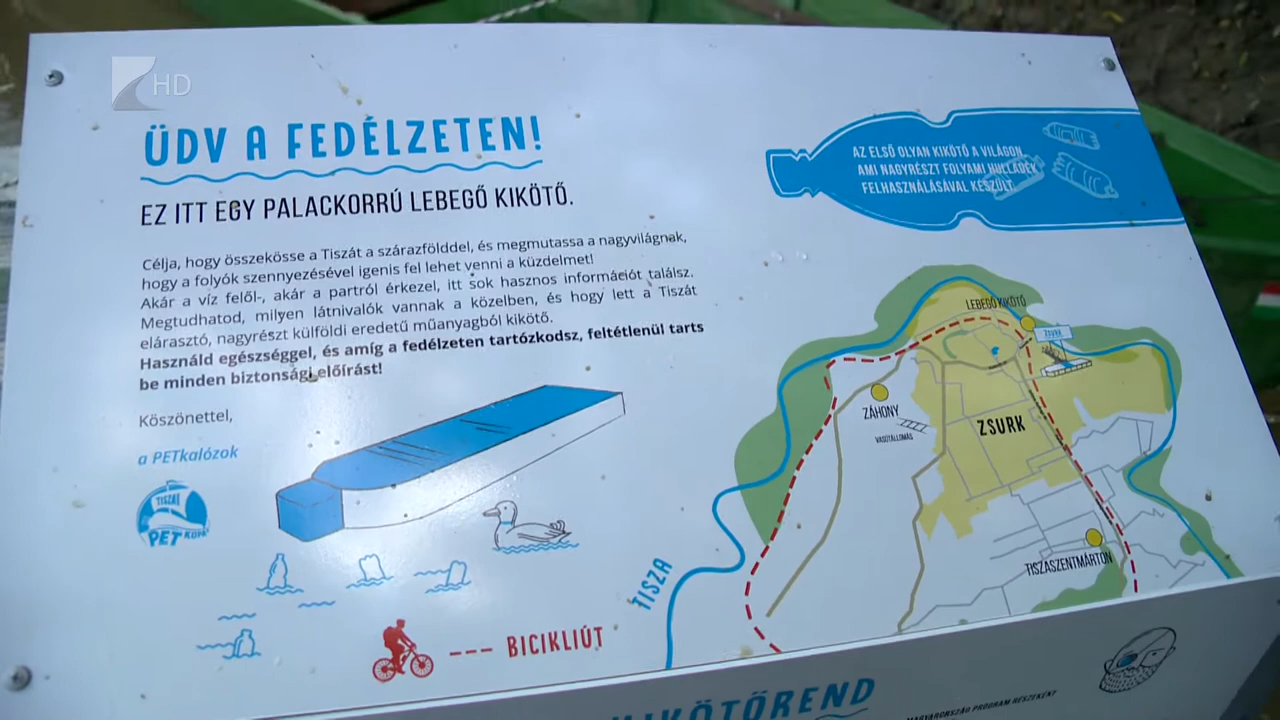 HD
ÜDV A FEDÉLZETEN!
EZ ITT EGY PALACKORRÚ LEBEGŐ KIKÖTŐ.
Célja, hogy összekösse a Tiszát a szárazfölddel, és megmutassa a nagyvilágnak,
hogy a folyók szennyezésével igenis fel lehet venni a küzdelmet!
Akár a víz felől-, akár a partról érkezel, itt sok hasznos információt találsz.
Megtudhatod, milyen látnivalók vannak a közelben, és hogy lett a Tiszát
elárasztó, nagyrészt külföldi eredetű műanyagból kikötő.
Használd egészséggel, és amíg a fedélzeten tartózkodsz, feltétlenül tarts
be minden biztonsági előírást!
Köszönettel,
a PETkalózok
TISZAI
PET KUPA
AZ ELSŐ OLYAN KIKÖTŐ A VILÁGON,
AMI NAGYRÉSZT FOLYAMI HULLADÉK
FELHASZNÁLÁSÁVAL KÉSZÜLT.
LEBEGŐ KIKÖTŐ
ZSURK
ZÁHONY
VASÚTÁLLOMÁS
ZSURK
TISZASZENTMÁRTON
TISZA
--- BICIKLIÚT
KIKÖTŐREND
MAGYARORSZÁG PROGRAM RÉSZEKÉNT